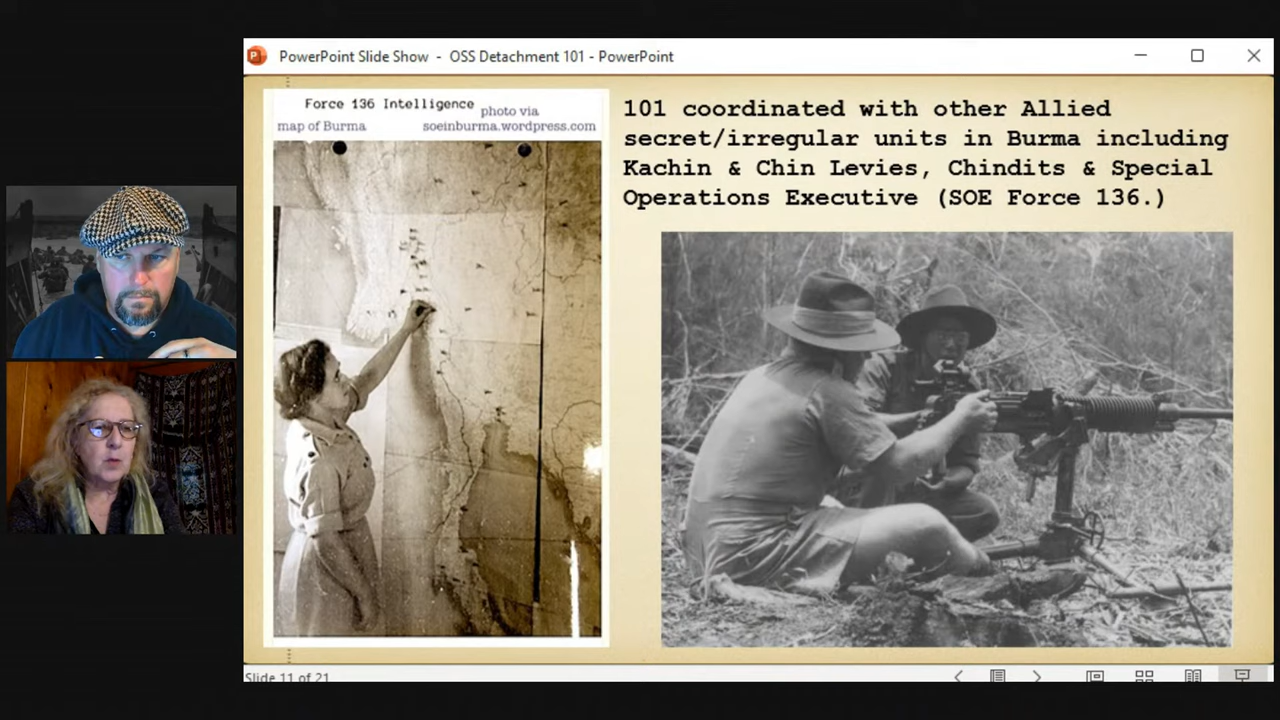 PowerPoint Slide Show - OSS Detachment 101 - PowerPoint
Force 136 Intelligence
photo via
map of Burma
soeinburma.wordpress.com
101 coordinated with other Allied
secret/irregular units in Burma including
Kachin & Chin Levies, Chindits & Special
Operations Executive (SOE Force 136.)
Slide 11 of 21